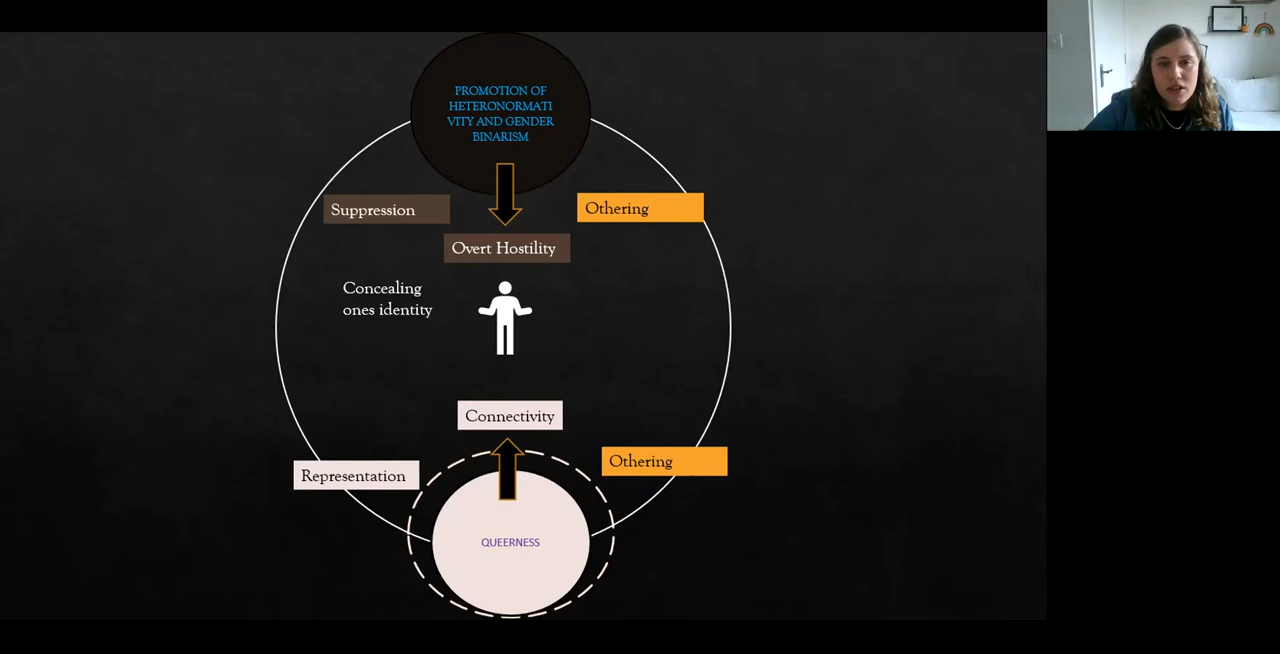 PROMOTION OF
HETERONORMATI
VITY AND GENDER
BINARISM
Suppression
Othering
Overt Hostility
Concealing
ones identity
Connectivity
Othering
Representation
QUEERNESS